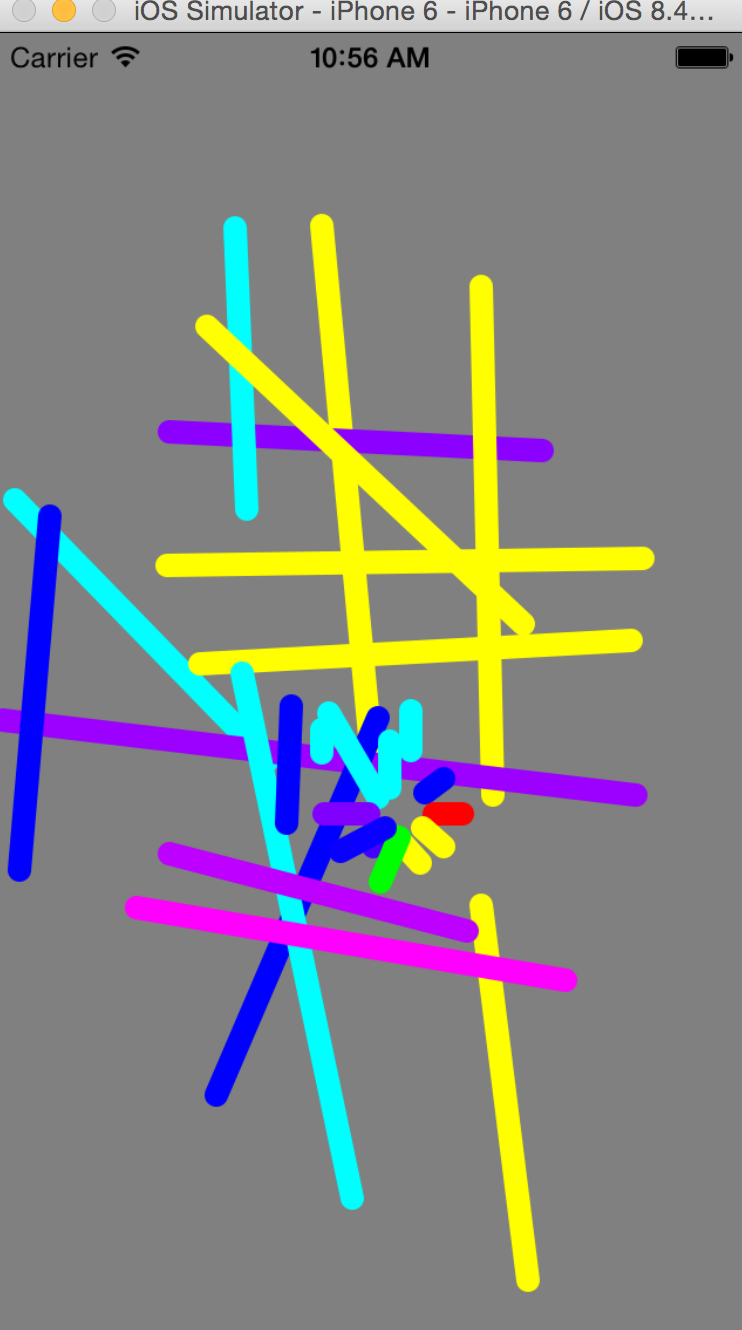 iOS Simulator - iPhone 6 - iPhone 6 / iOS 8.4...
Carrier 10:56 AM